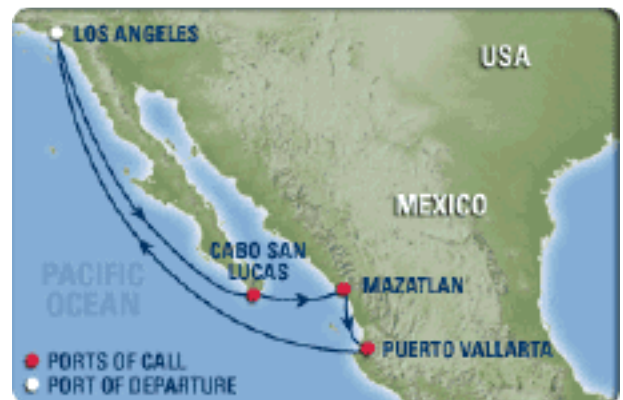 LOS ANGELES
USA
MEXICO
CABO SAN
LUCAS
PACIFIC
OCEAN
MAZATLAN
PUERTO VALLARTA
PORTS OF CALL
PORT OF DEPARTURE